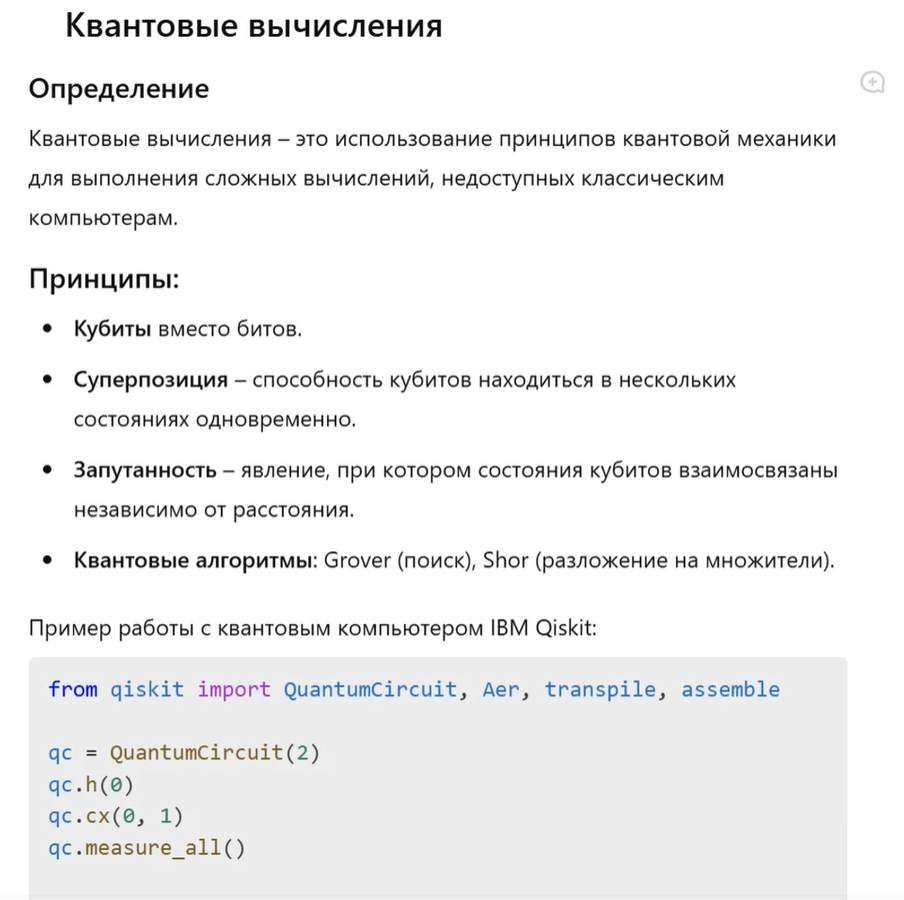 Квантовые вычисления
Определение
Квантовые вычисления – это использование принципов квантовой механики
для выполнения сложных вычислений, недоступных классическим
компьютерам.
Принципы:
• Кубиты вместо битов.
• Суперпозиция – способность кубитов находиться в нескольких
состояниях одновременно.
• Запутанность – явление, при котором состояния кубитов взаимосвязаны
независимо от расстояния.
• Квантовые алгоритмы: Grover (поиск), Shor (разложение на множители).
Пример работы с квантовым компьютером IBM Qiskit:
from qiskit import QuantumCircuit, Aer, transpile, assemble
qc = QuantumCircuit(2)
qc.h(0)
qc.cx(0, 1)
qc.measure_all()